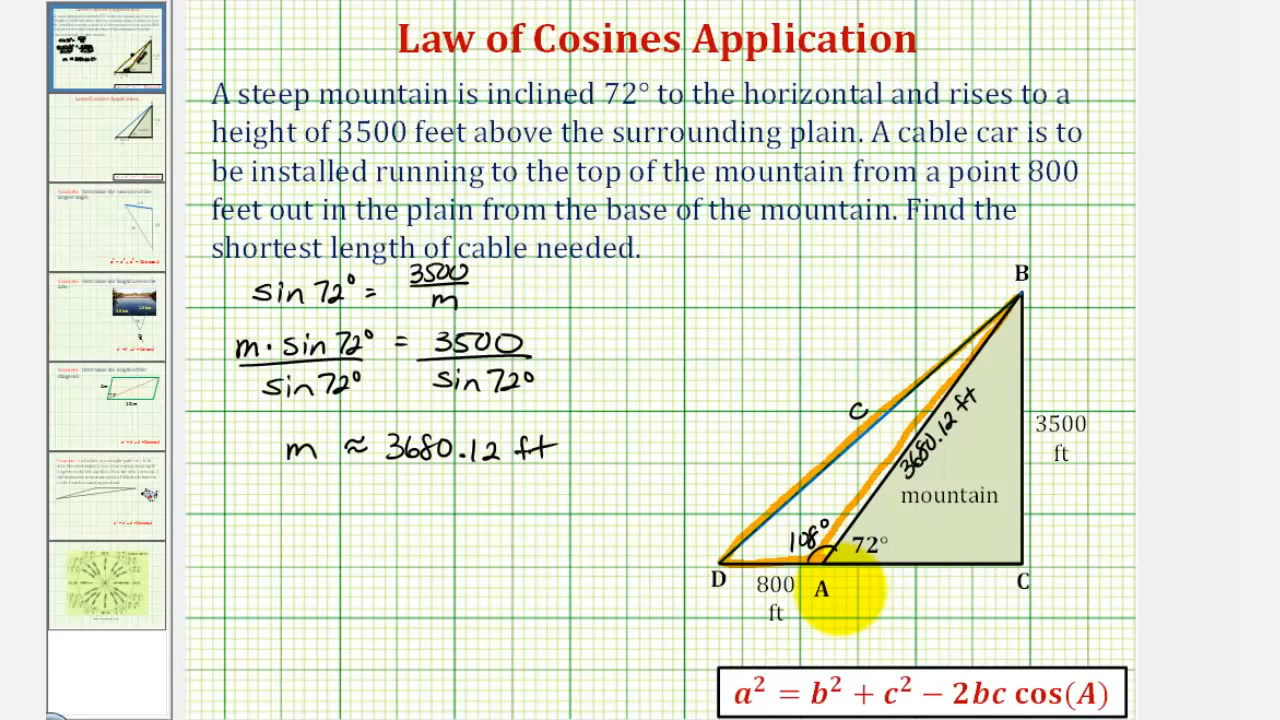 Law of Cosines Application
A steep mountain is inclined 72° to the horizontal and rises to a
height of 3500 feet above the surrounding plain. A cable car is to
be installed running to the top of the mountain from a point 800
feet out in the plain from the base of the mountain. Find the
shortest length of cable needed.
sin 72° = 3500/m
m · sin 72° / sin 72° = 3500 / sin 72°
m ≈ 3680.12 ft
B
C
3680.12 ft
3500
ft
mountain
108°
72°
D
800
ft
A
C
a² = b² + c² − 2bc cos(A)